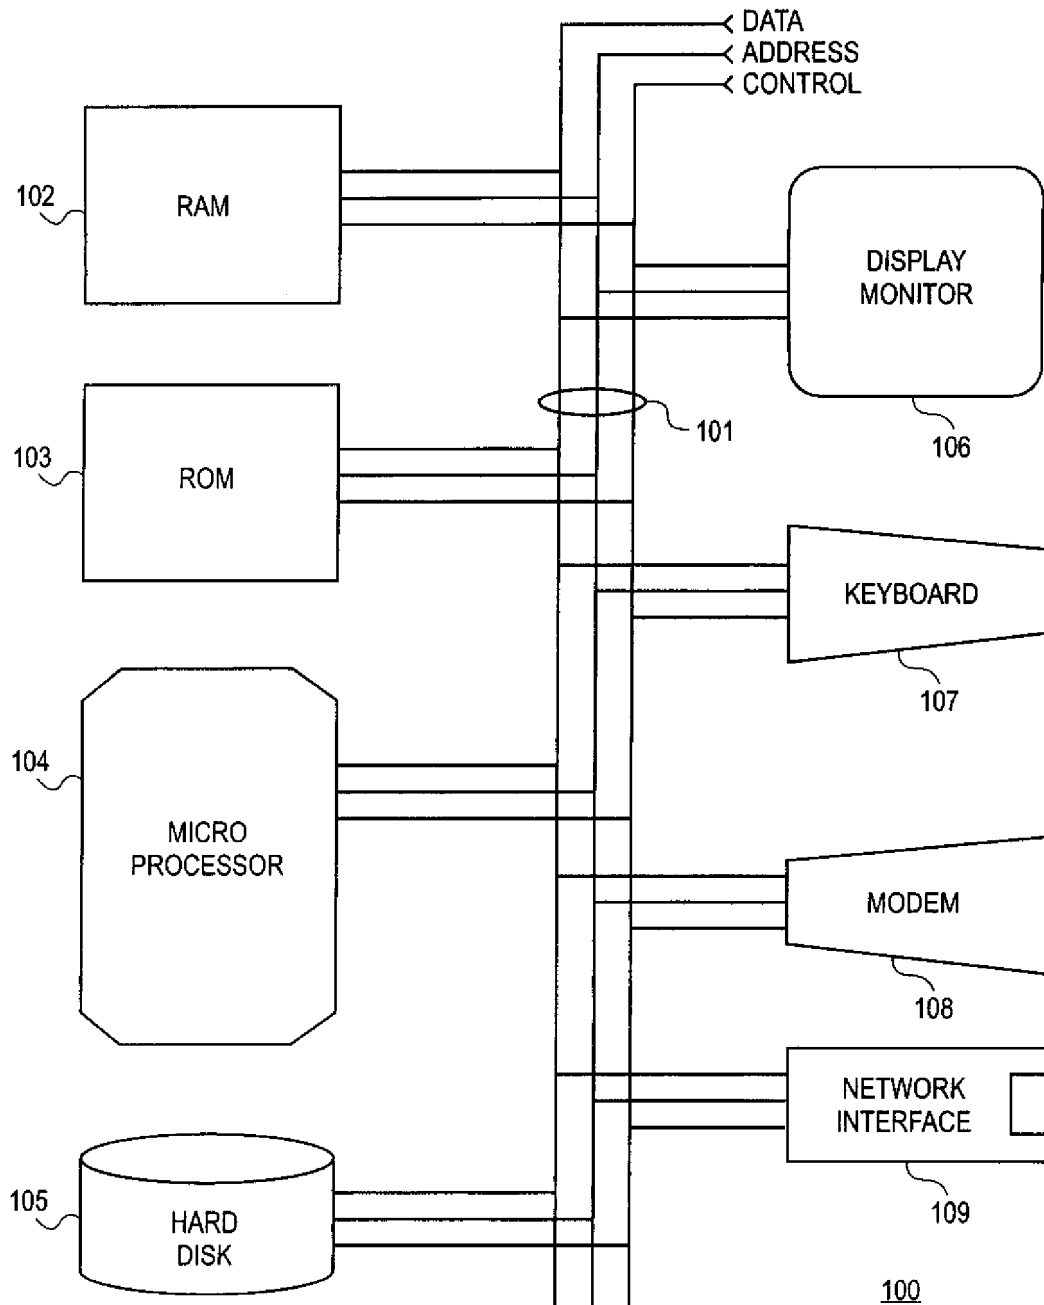 DATA
ADDRESS
CONTROL
102
RAM
DISPLAY
MONITOR
101
106
103
ROM
KEYBOARD
107
104
MICRO
PROCESSOR
MODEM
108
NETWORK
INTERFACE
109
105
HARD
DISK
100